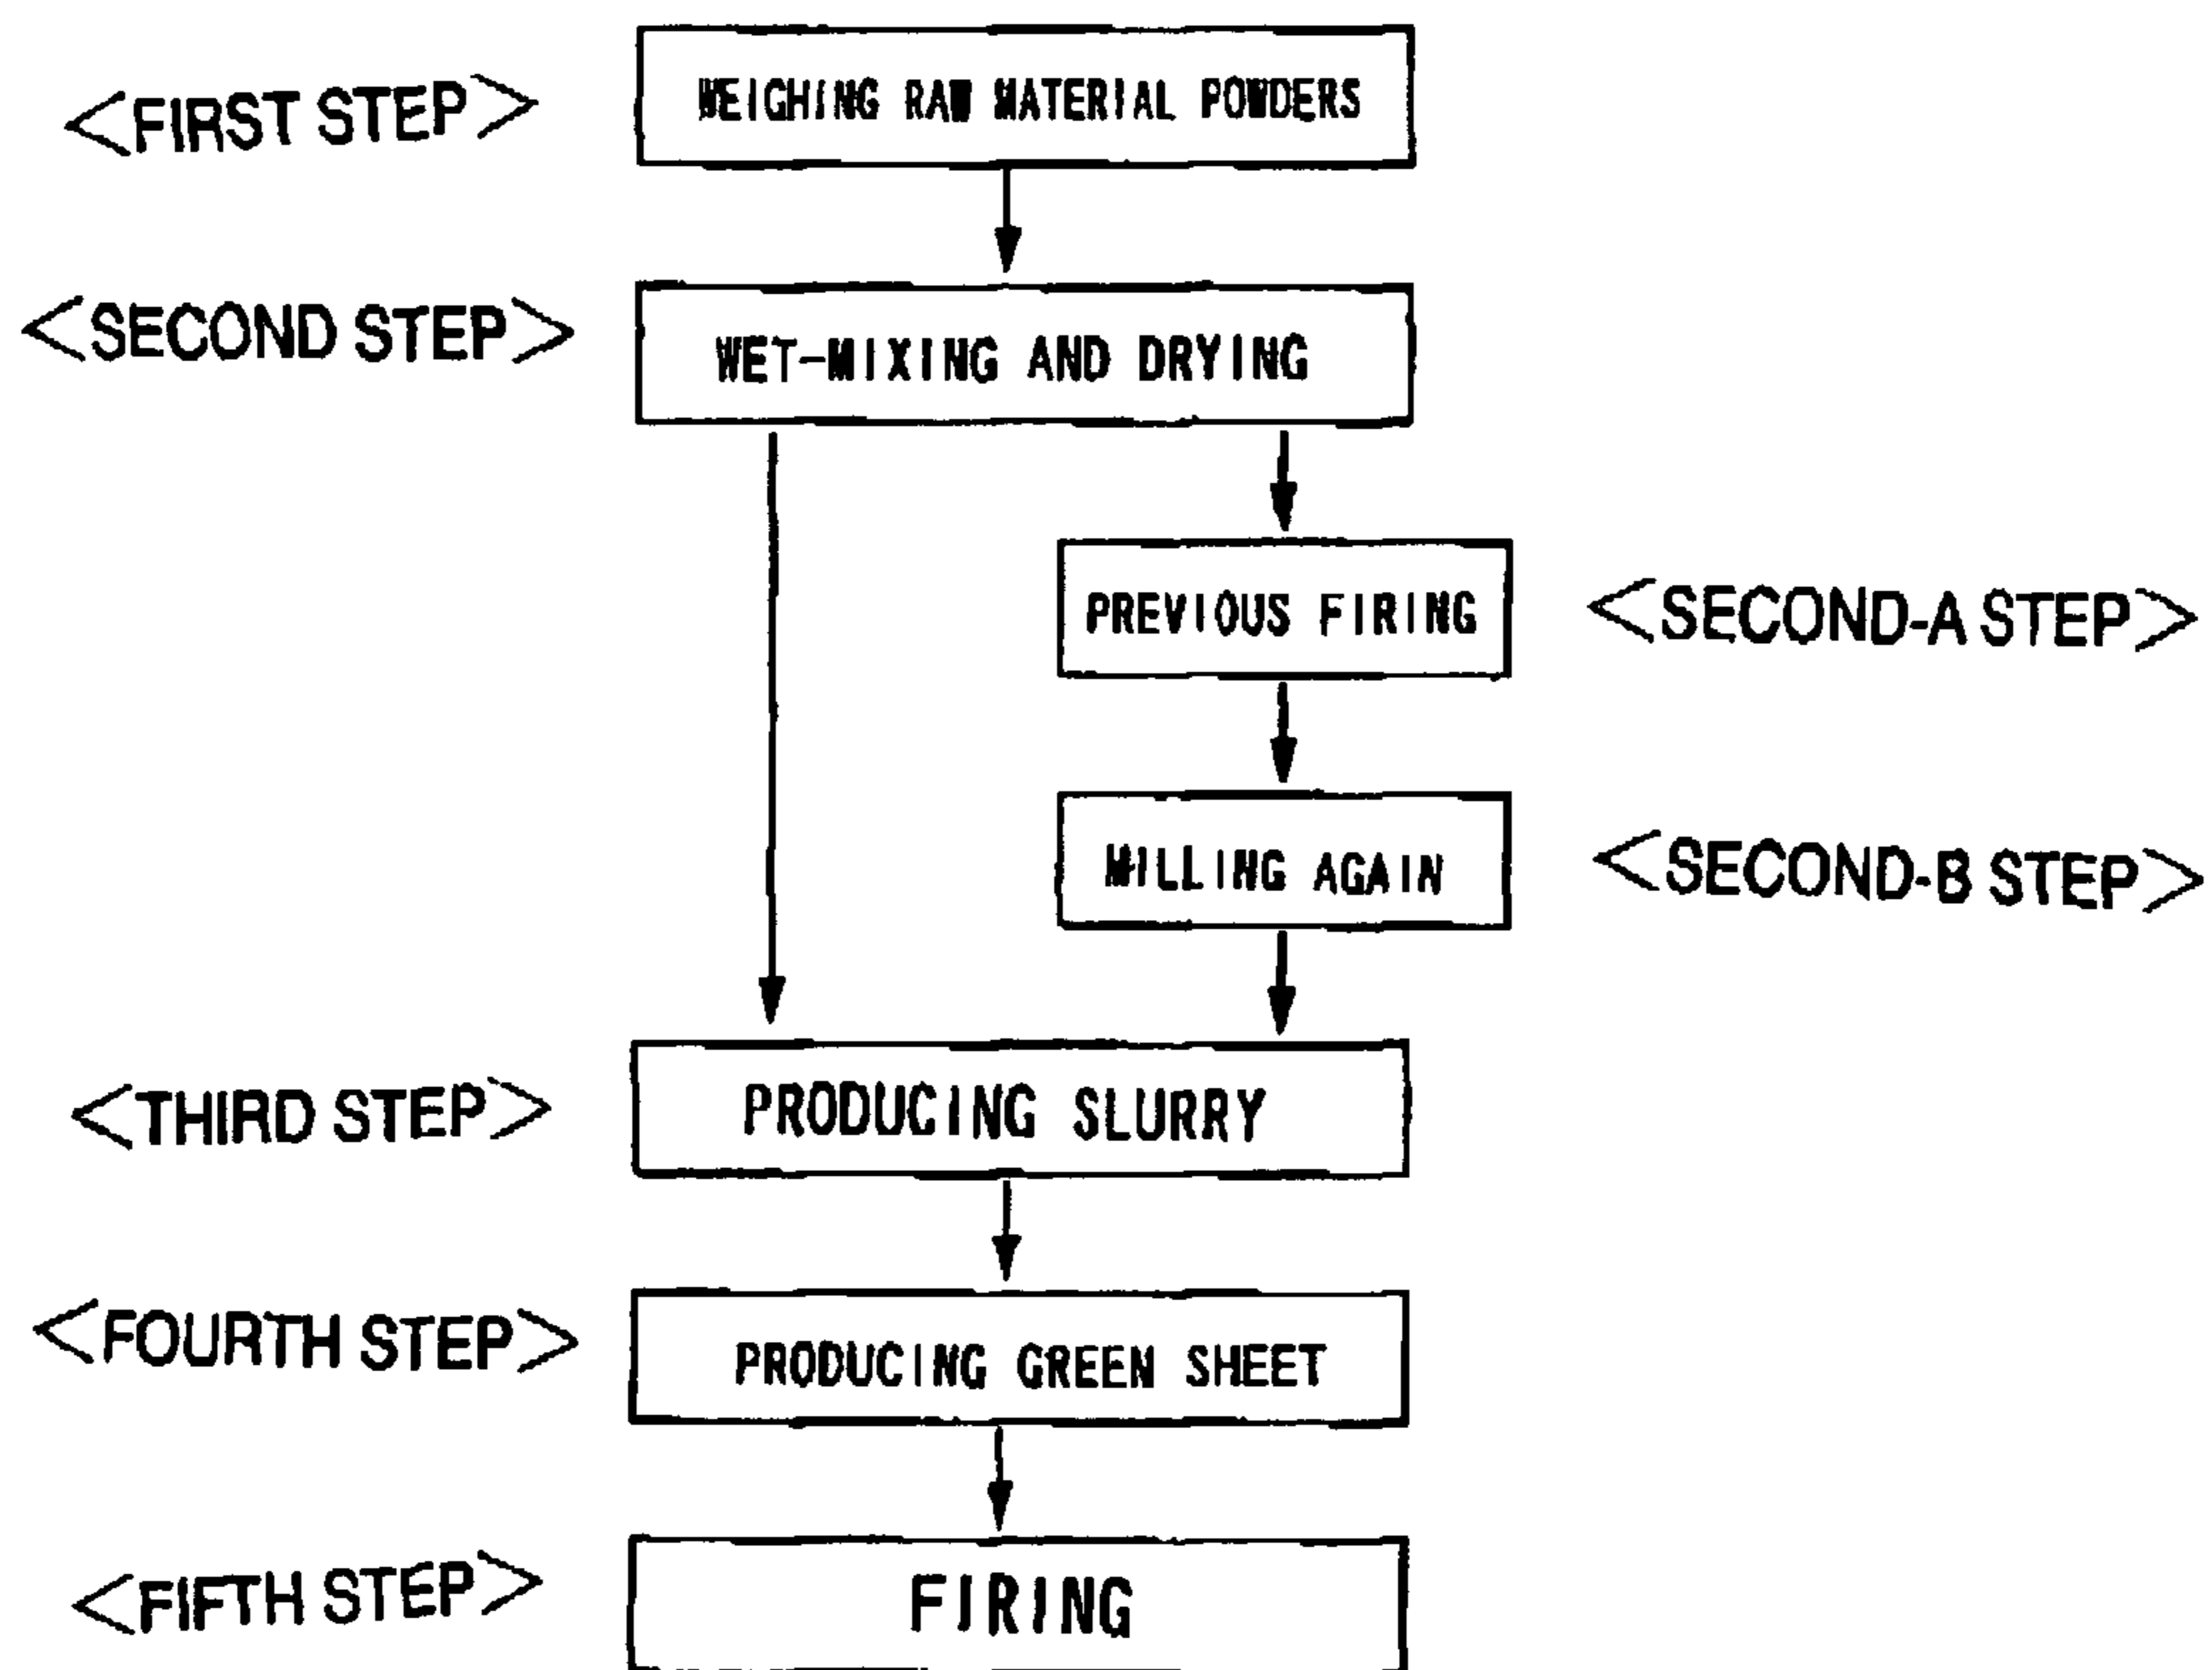 <FIRST STEP>
WEIGHING RAW MATERIAL POWDERS
<SECOND STEP>
WET-MIXING AND DRYING
PREVIOUS FIRING
<SECOND-A STEP>
MILLING AGAIN
<SECOND-B STEP>
<THIRD STEP>
PRODUCING SLURRY
<FOURTH STEP>
PRODUCING GREEN SHEET
<FIFTH STEP>
FIRING